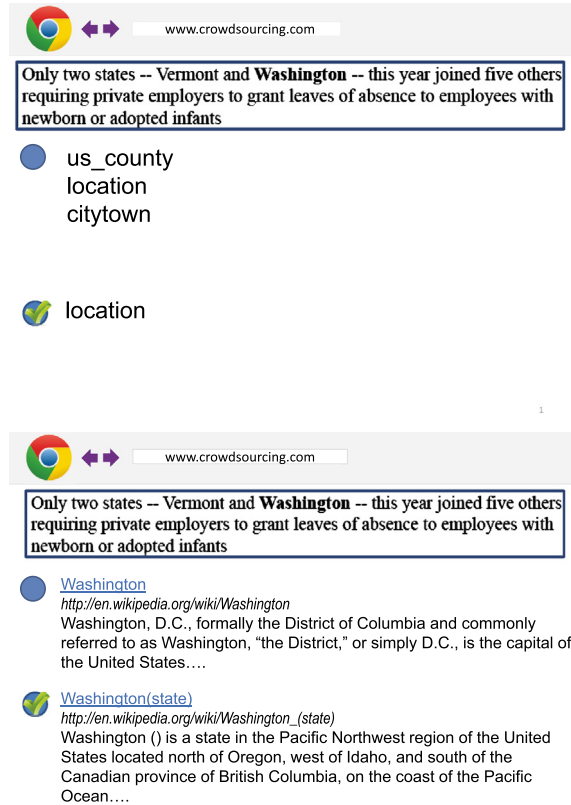 www.crowdsourcing.com
Only two states -- Vermont and Washington -- this year joined five others
requiring private employers to grant leaves of absence to employees with
newborn or adopted infants
us_county
location
citytown
location
1
www.crowdsourcing.com
Only two states -- Vermont and Washington -- this year joined five others
requiring private employers to grant leaves of absence to employees with
newborn or adopted infants
Washington
http://en.wikipedia.org/wiki/Washington
Washington, D.C., formally the District of Columbia and commonly
referred to as Washington, “the District,” or simply D.C., is the capital of
the United States….
Washington(state)
http://en.wikipedia.org/wiki/Washington_(state)
Washington () is a state in the Pacific Northwest region of the United
States located north of Oregon, west of Idaho, and south of the
Canadian province of British Columbia, on the coast of the Pacific
Ocean….